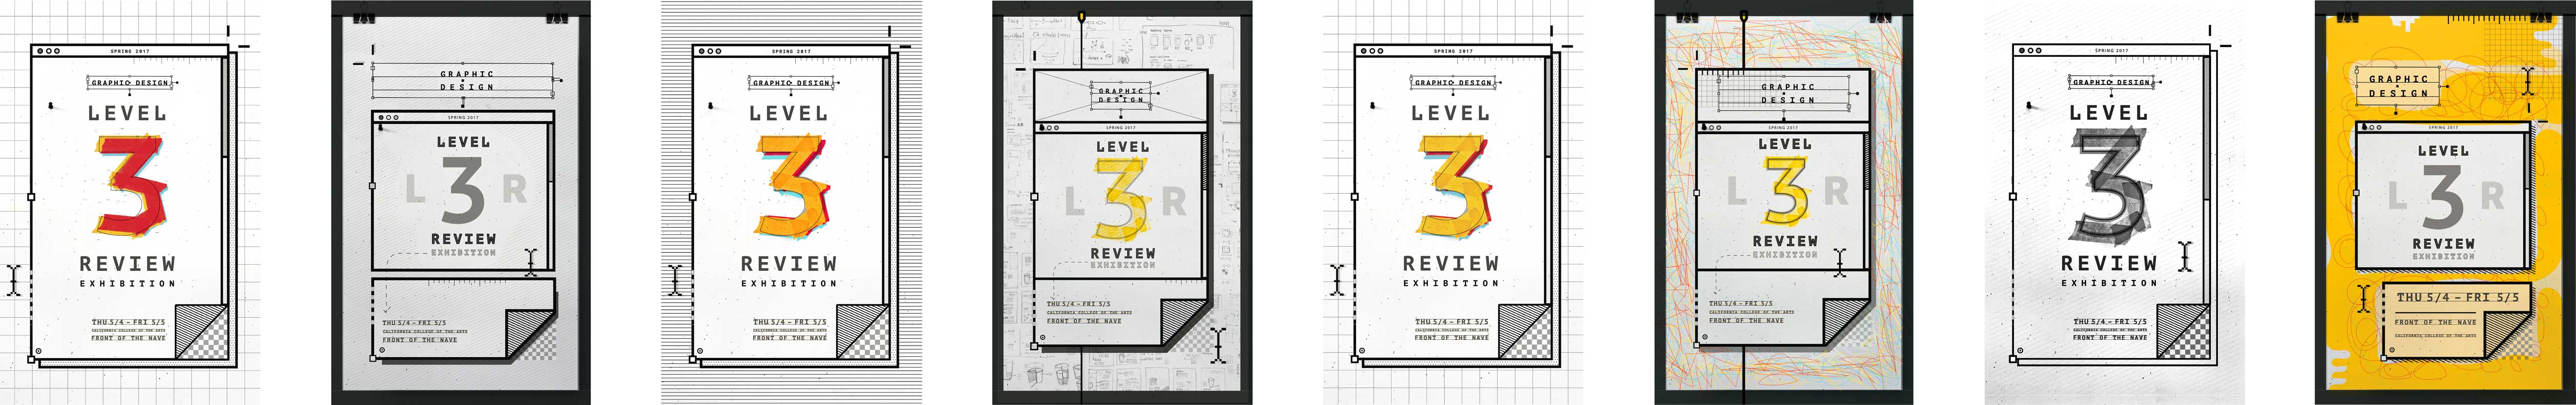 SPRING 2017
GRAPHIC DESIGN
LEVEL
3
REVIEW
EXHIBITION
THU 5/4 - FRI 5/5
CALIFORNIA COLLEGE OF THE ARTS
FRONT OF THE NAVE
GRAPHIC
DESIGN
SPRING 2017
LEVEL
L 3 R
REVIEW
EXHIBITION
THU 5/4 - FRI 5/5
CALIFORNIA COLLEGE OF THE ARTS
FRONT OF THE NAVE
SPRING 2017
GRAPHIC DESIGN
LEVEL
3
REVIEW
EXHIBITION
THU 5/4 - FRI 5/5
CALIFORNIA COLLEGE OF THE ARTS
FRONT OF THE NAVE
GRAPHIC
DESIGN
SPRING 2017
LEVEL
L 3 R
REVIEW
EXHIBITION
THU 5/4 - FRI 5/5
CALIFORNIA COLLEGE OF THE ARTS
FRONT OF THE NAVE
SPRING 2017
GRAPHIC DESIGN
LEVEL
3
REVIEW
EXHIBITION
THU 5/4 - FRI 5/5
CALIFORNIA COLLEGE OF THE ARTS
FRONT OF THE NAVE
GRAPHIC
DESIGN
SPRING 2017
LEVEL
L 3 R
REVIEW
EXHIBITION
THU 5/4 - FRI 5/5
CALIFORNIA COLLEGE OF THE ARTS
FRONT OF THE NAVE
SPRING 2017
GRAPHIC DESIGN
LEVEL
3
REVIEW
EXHIBITION
THU 5/4 - FRI 5/5
CALIFORNIA COLLEGE OF THE ARTS
FRONT OF THE NAVE
GRAPHIC
DESIGN
SPRING 2017
LEVEL
L 3 R
REVIEW
EXHIBITION
THU 5/4 - FRI 5/5
FRONT OF THE NAVE
CALIFORNIA COLLEGE OF THE ARTS